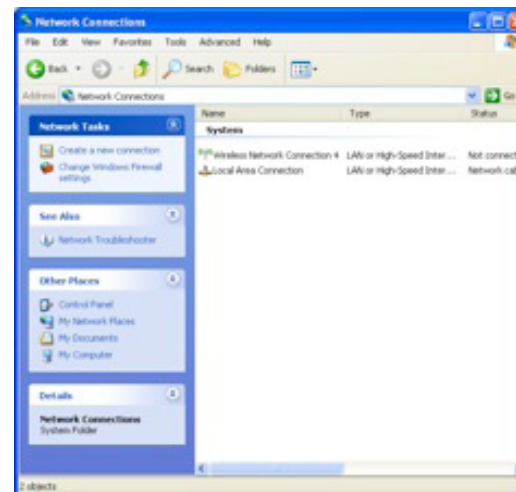 Network Connections
File Edit View Favorites Tools Advanced Help
Back Search Folders
Address Network Connections Go
Name Type Status
Network Tasks
Create a new connection
Change Windows Firewall
settings
See Also
Network Troubleshooter
Other Places
Control Panel
My Network Places
My Documents
My Computer
Details
Network Connections
System Folder
System
Wireless Network Connection 4 LAN or High-Speed Inter ... Not connect
Local Area Connection LAN or High-Speed Inter ... Network cab
2 objects